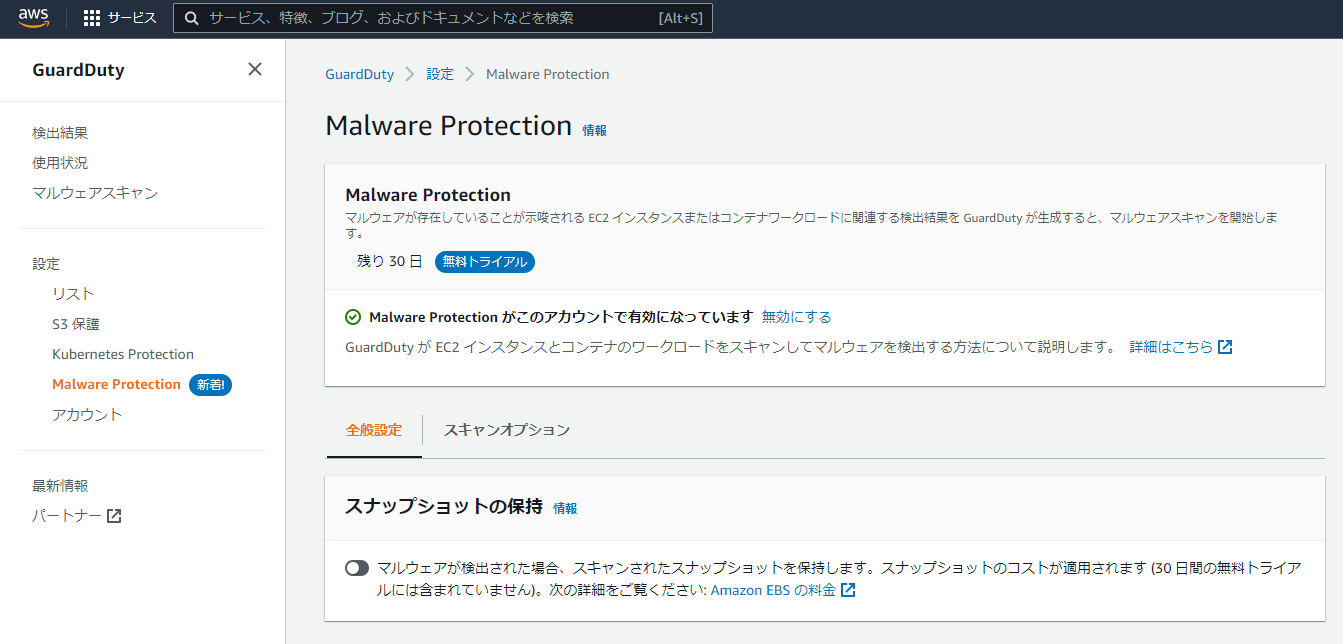 aws
サービス
サービス、特徴、ブログ、およびドキュメントなどを検索
[Alt+S]
GuardDuty
検出結果
使用状況
マルウェアスキャン
設定
リスト
S3 保護
Kubernetes Protection
Malware Protection 新着!
アカウント
最新情報
パートナー
GuardDuty 設定 Malware Protection
Malware Protection 情報
Malware Protection
マルウェアが存在していることが示唆される EC2 インスタンスまたはコンテナワークロードに関連する検出結果を GuardDuty が生成すると、マルウェアスキャンを開始しま
す。
残り 30 日 無料トライアル
Malware Protection がこのアカウントで有効になっています 無効にする
GuardDuty が EC2 インスタンスとコンテナのワークロードをスキャンしてマルウェアを検出する方法について説明します。 詳細はこちら
全般設定 スキャンオプション
スナップショットの保持 情報
マルウェアが検出された場合、スキャンされたスナップショットを保持します。スナップショットのコストが適用されます (30 日間の無料トライア
ルには含まれていません)。次の詳細をご覧ください: Amazon EBS の料金